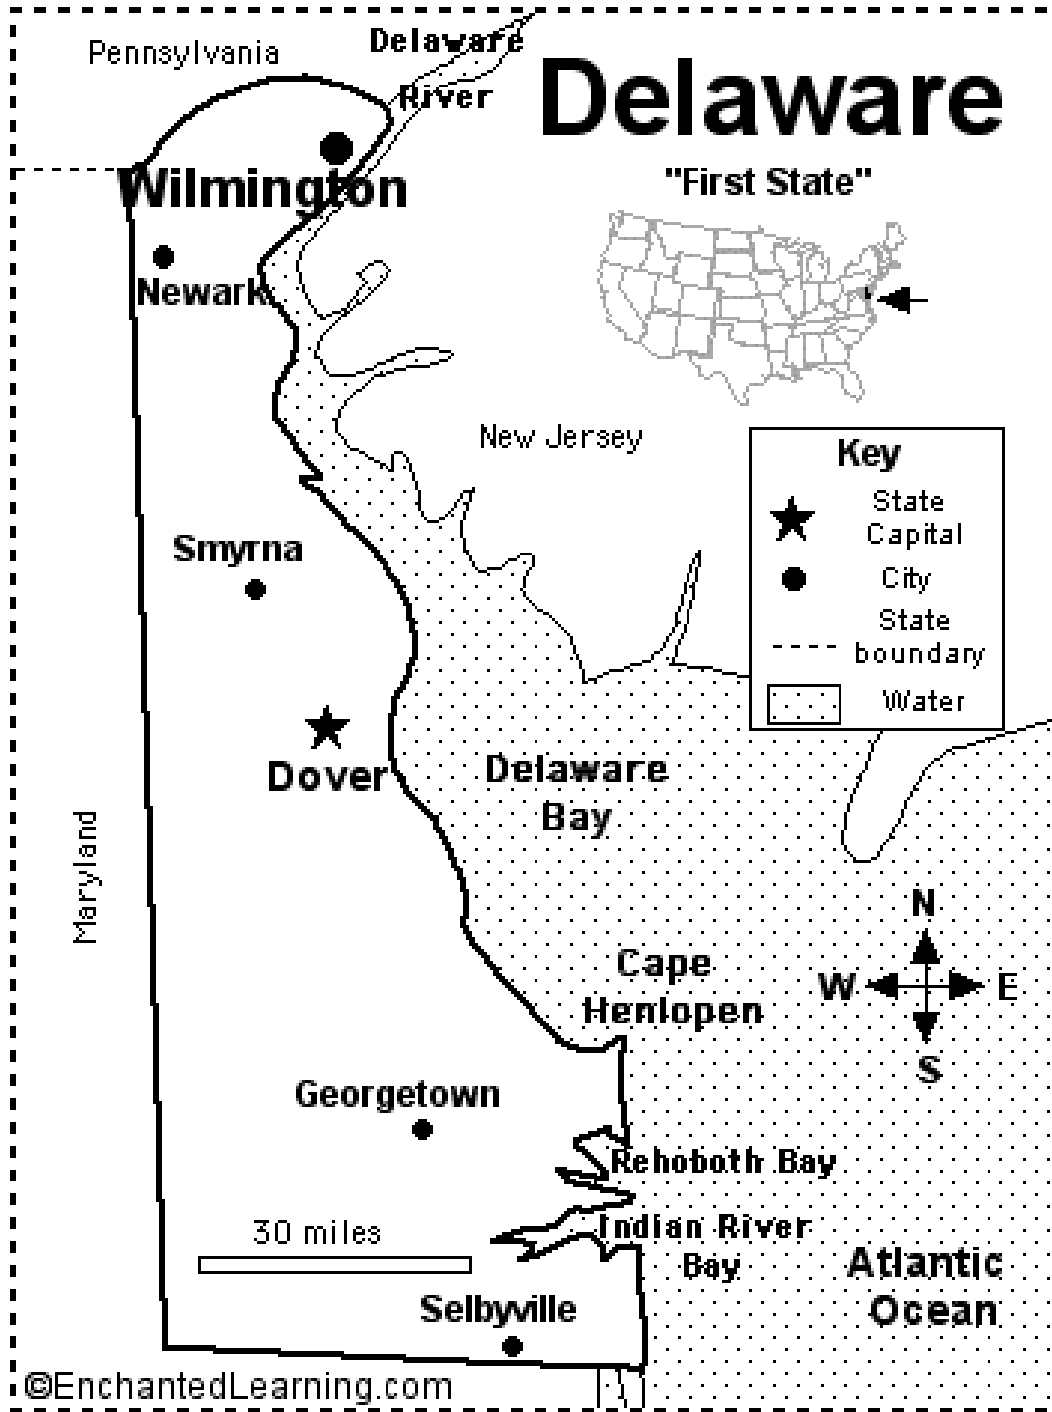 Pennsylvania
Delaware
River
Delaware
"First State"
Wilmington
Newark
New Jersey
Key
State
Capital
City
State
boundary
Water
Smyrna
Dover
Delaware
Bay
Maryland
N
W
E
S
Cape
Henlopen
Georgetown
Rehoboth Bay
Indian River
Bay
30 miles
Atlantic
Ocean
Selbyville
©EnchantedLearning.com